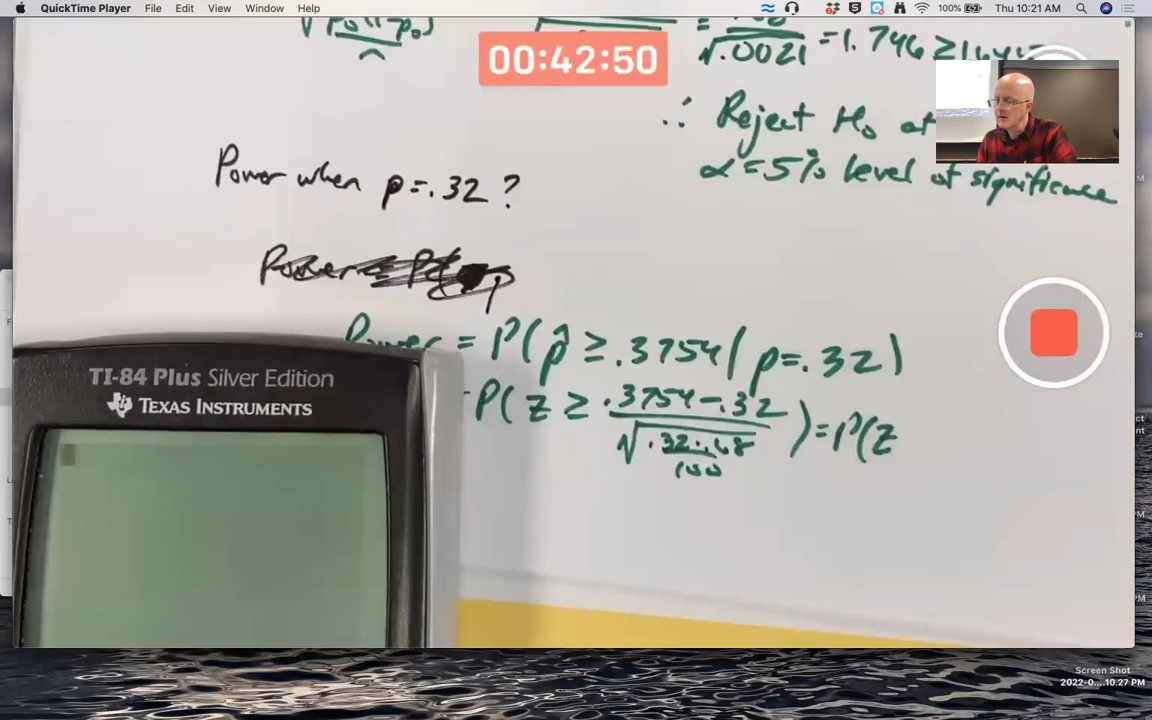 QuickTime Player File Edit View Window Help 100% Thu 10:21 AM
00:42:50
√.0021 = 1.746 ≥
∴ Reject H₀ at
α = 5% level of significance
Power when p = .32 ?
Power = P(p̂ ≥ .3754 | p = .32)
P(z ≥ .3754 - .32 / √.32 · .68 / 100) = P(z
TI-84 Plus Silver Edition
TEXAS INSTRUMENTS
Screen Shot
2022-0....10.27 PM